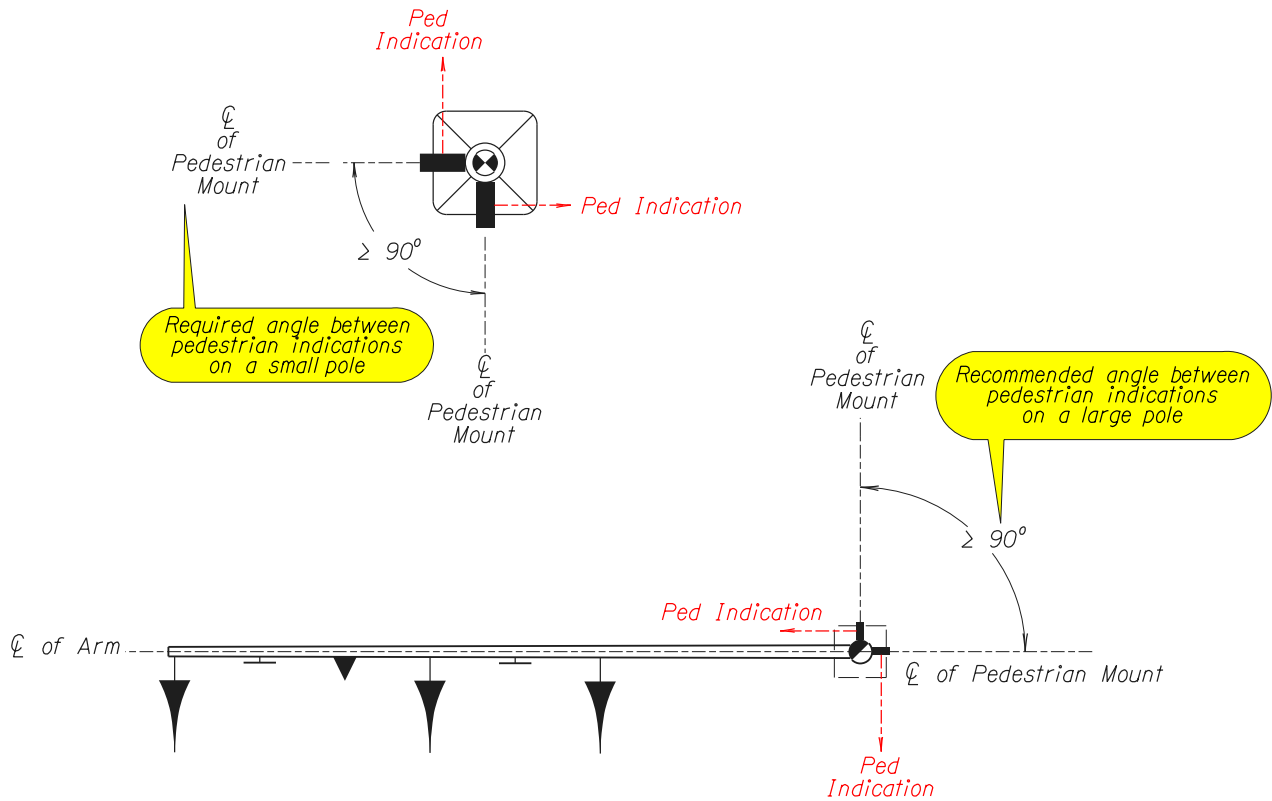 Ped
Indication
℄
of
Pedestrian
Mount
Ped Indication
≥ 90°
Required angle between
pedestrian indications
on a small pole
℄
of
Pedestrian
Mount
℄
of
Pedestrian
Mount
Recommended angle between
pedestrian indications
on a large pole
≥ 90°
Ped Indication
℄ of Arm
℄ of Pedestrian Mount
Ped
Indication